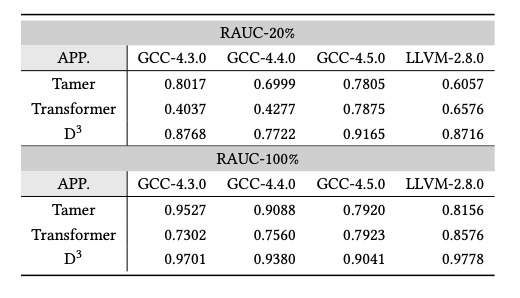 RAUC-20%
APP. GCC-4.3.0 GCC-4.4.0 GCC-4.5.0 LLVM-2.8.0
Tamer 0.8017 0.6999 0.7805 0.6057
Transformer 0.4037 0.4277 0.7875 0.6576
D³ 0.8768 0.7722 0.9165 0.8716
RAUC-100%
APP. GCC-4.3.0 GCC-4.4.0 GCC-4.5.0 LLVM-2.8.0
Tamer 0.9527 0.9088 0.7920 0.8156
Transformer 0.7302 0.7560 0.7923 0.8576
D³ 0.9701 0.9380 0.9041 0.9778